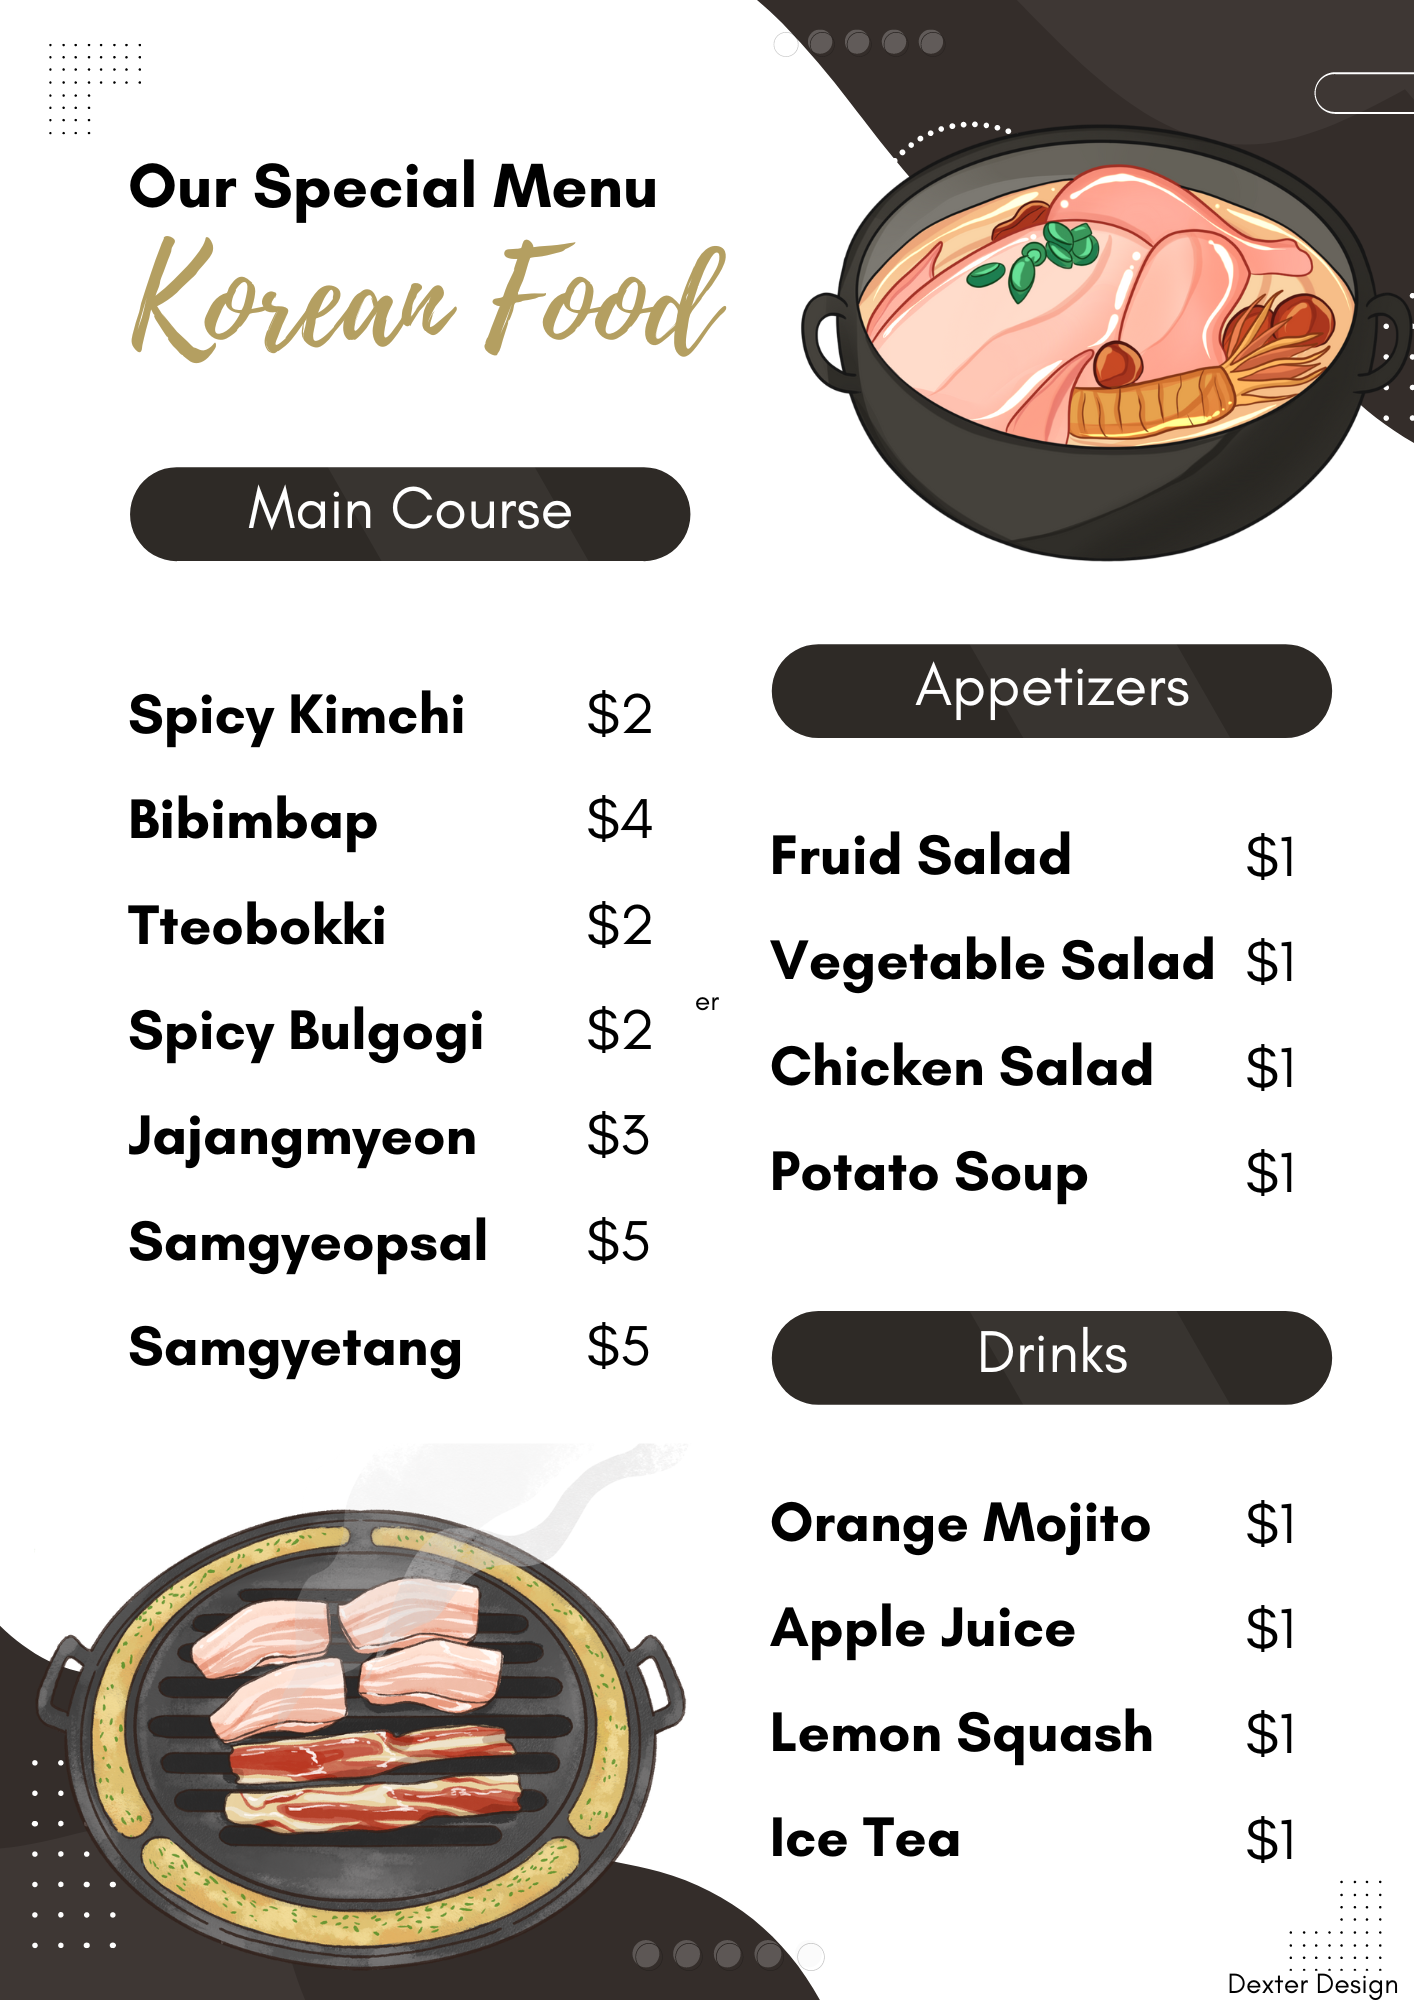 Our Special Menu
Korean Food
Main Course
Spicy Kimchi $2
Bibimbap $4
Tteobokki $2
Spicy Bulgogi $2
er
Jajangmyeon $3
Samgyeopsal $5
Samgyetang $5
Appetizers
Fruid Salad $1
Vegetable Salad $1
Chicken Salad $1
Potato Soup $1
Drinks
Orange Mojito $1
Apple Juice $1
Lemon Squash $1
Ice Tea $1
Dexter Design